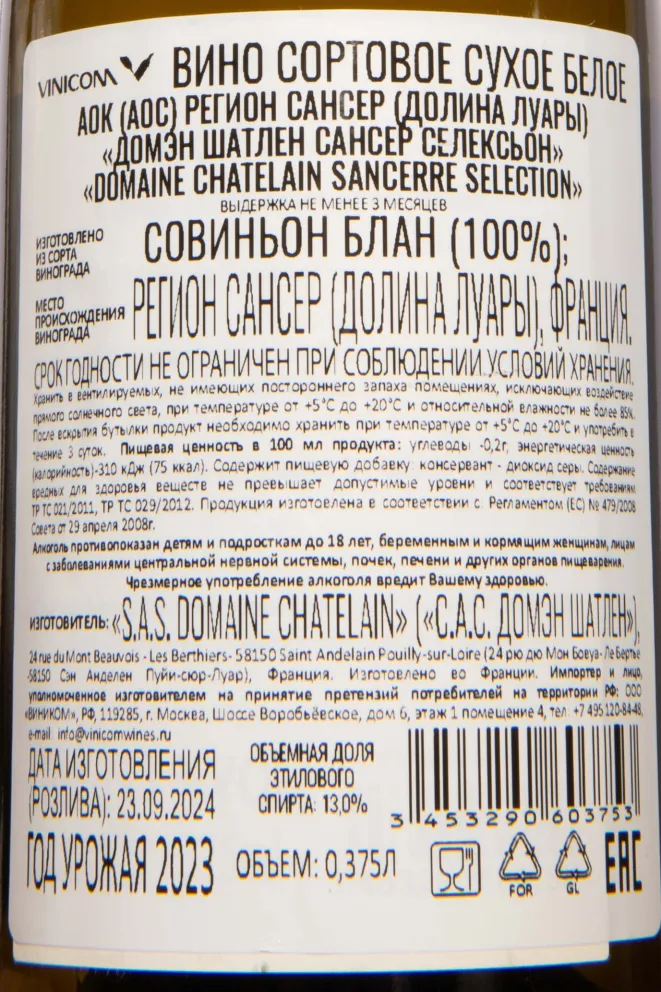 VINICOM ВИНО СОРТОВОЕ СУХОЕ БЕЛОЕ
АОК (АОС) РЕГИОН САНСЕР (ДОЛИНА ЛУАРЫ)
«ДОМЭН ШАТЛЕН САНСЕР СЕЛЕКСЬОН»
«DOMAINE CHATELAIN SANCERRE SELECTION»
ВЫДЕРЖКА НЕ МЕНЕЕ 3 МЕСЯЦЕВ
ИЗГОТОВЛЕНО
ИЗ СОРТА
ВИНОГРАДА
СОВИНЬОН БЛАН (100%);
МЕСТО
ПРОИСХОЖДЕНИЯ
ВИНОГРАДА
РЕГИОН САНСЕР (ДОЛИНА ЛУАРЫ), ФРАНЦИЯ.
СРОК ГОДНОСТИ НЕ ОГРАНИЧЕН ПРИ СОБЛЮДЕНИИ УСЛОВИЙ ХРАНЕНИЯ.
Хранить в вентилируемых, не имеющих постороннего запаха помещениях, исключающих воздействие
прямого солнечного света, при температуре от +5°С до +20°С и относительной влажности не более 85%.
После вскрытия бутылки продукт необходимо хранить при температуре от +5°С до +20°С и употребить в
течение 3 суток. Пищевая ценность в 100 мл продукта: углеводы -0,2г, энергетическая ценность
(калорийность)-310 кДж (75 ккал). Содержит пищевую добавку: консервант - диоксид серы. Содержание
вредных для здоровья веществ не превышает допустимые уровни и соответствует требованиям
ТР ТС 021/2011, ТР ТС 029/2012. Продукция изготовлена в соответствии с Регламентом (ЕС) № 479/2008
Совета от 29 апреля 2008г.
Алкоголь противопоказан детям и подросткам до 18 лет, беременным и кормящим женщинам, лицам
с заболеваниями центральной нервной системы, почек, печени и других органов пищеварения.
Чрезмерное употребление алкоголя вредит Вашему здоровью.
ИЗГОТОВИТЕЛЬ: «S.A.S. DOMAINE CHATELAIN» («С.А.С. ДОМЭН ШАТЛЕН»),
24 rue du Mont Beauvois - Les Berthiers- 58150 Saint Andelain Pouilly-sur-Loire (24 рю дю Мон Бовуа- Ле Бертье
-58150 Сэн Анделен Пуйи-сюр-Луар), Франция. Изготовлено во Франции. Импортер и лицо,
уполномоченное изготовителем на принятие претензий потребителей на территории РФ: ООО
«ВИНИКОМ», РФ, 119285, г. Москва, Шоссе Воробьёвское, дом 6, этаж 1 помещение 4, тел: +7 495 120-84-48,
e-mail: info@vinicomwines.ru
ДАТА ИЗГОТОВЛЕНИЯ
(РОЗЛИВА): 23.09.2024
ГОД УРОЖАЯ 2023
ОБЪЕМНАЯ ДОЛЯ
ЭТИЛОВОГО
СПИРТА: 13,0%
ОБЪЕМ: 0,375Л
3 453290 603753
FOR
GL
ЕАС